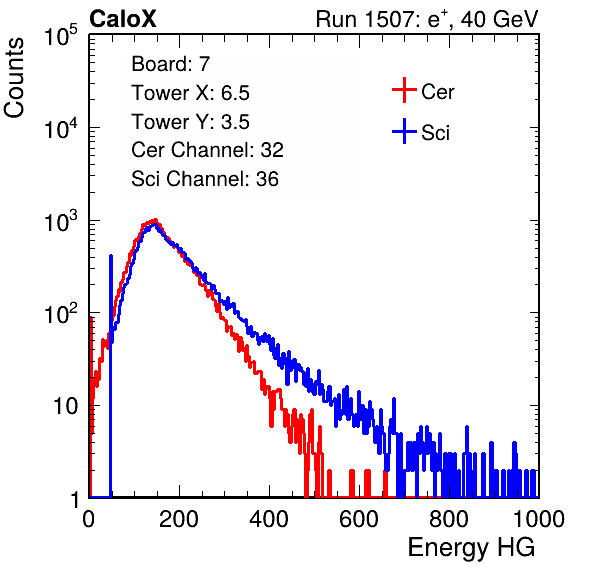 CaloX Run 1507: e⁺, 40 GeV
Counts
Board: 7
Tower X: 6.5
Tower Y: 3.5
Cer Channel: 32
Sci Channel: 36
Cer
Sci
10⁵
10⁴
10³
10²
10
1
0 200 400 600 800 1000
Energy HG